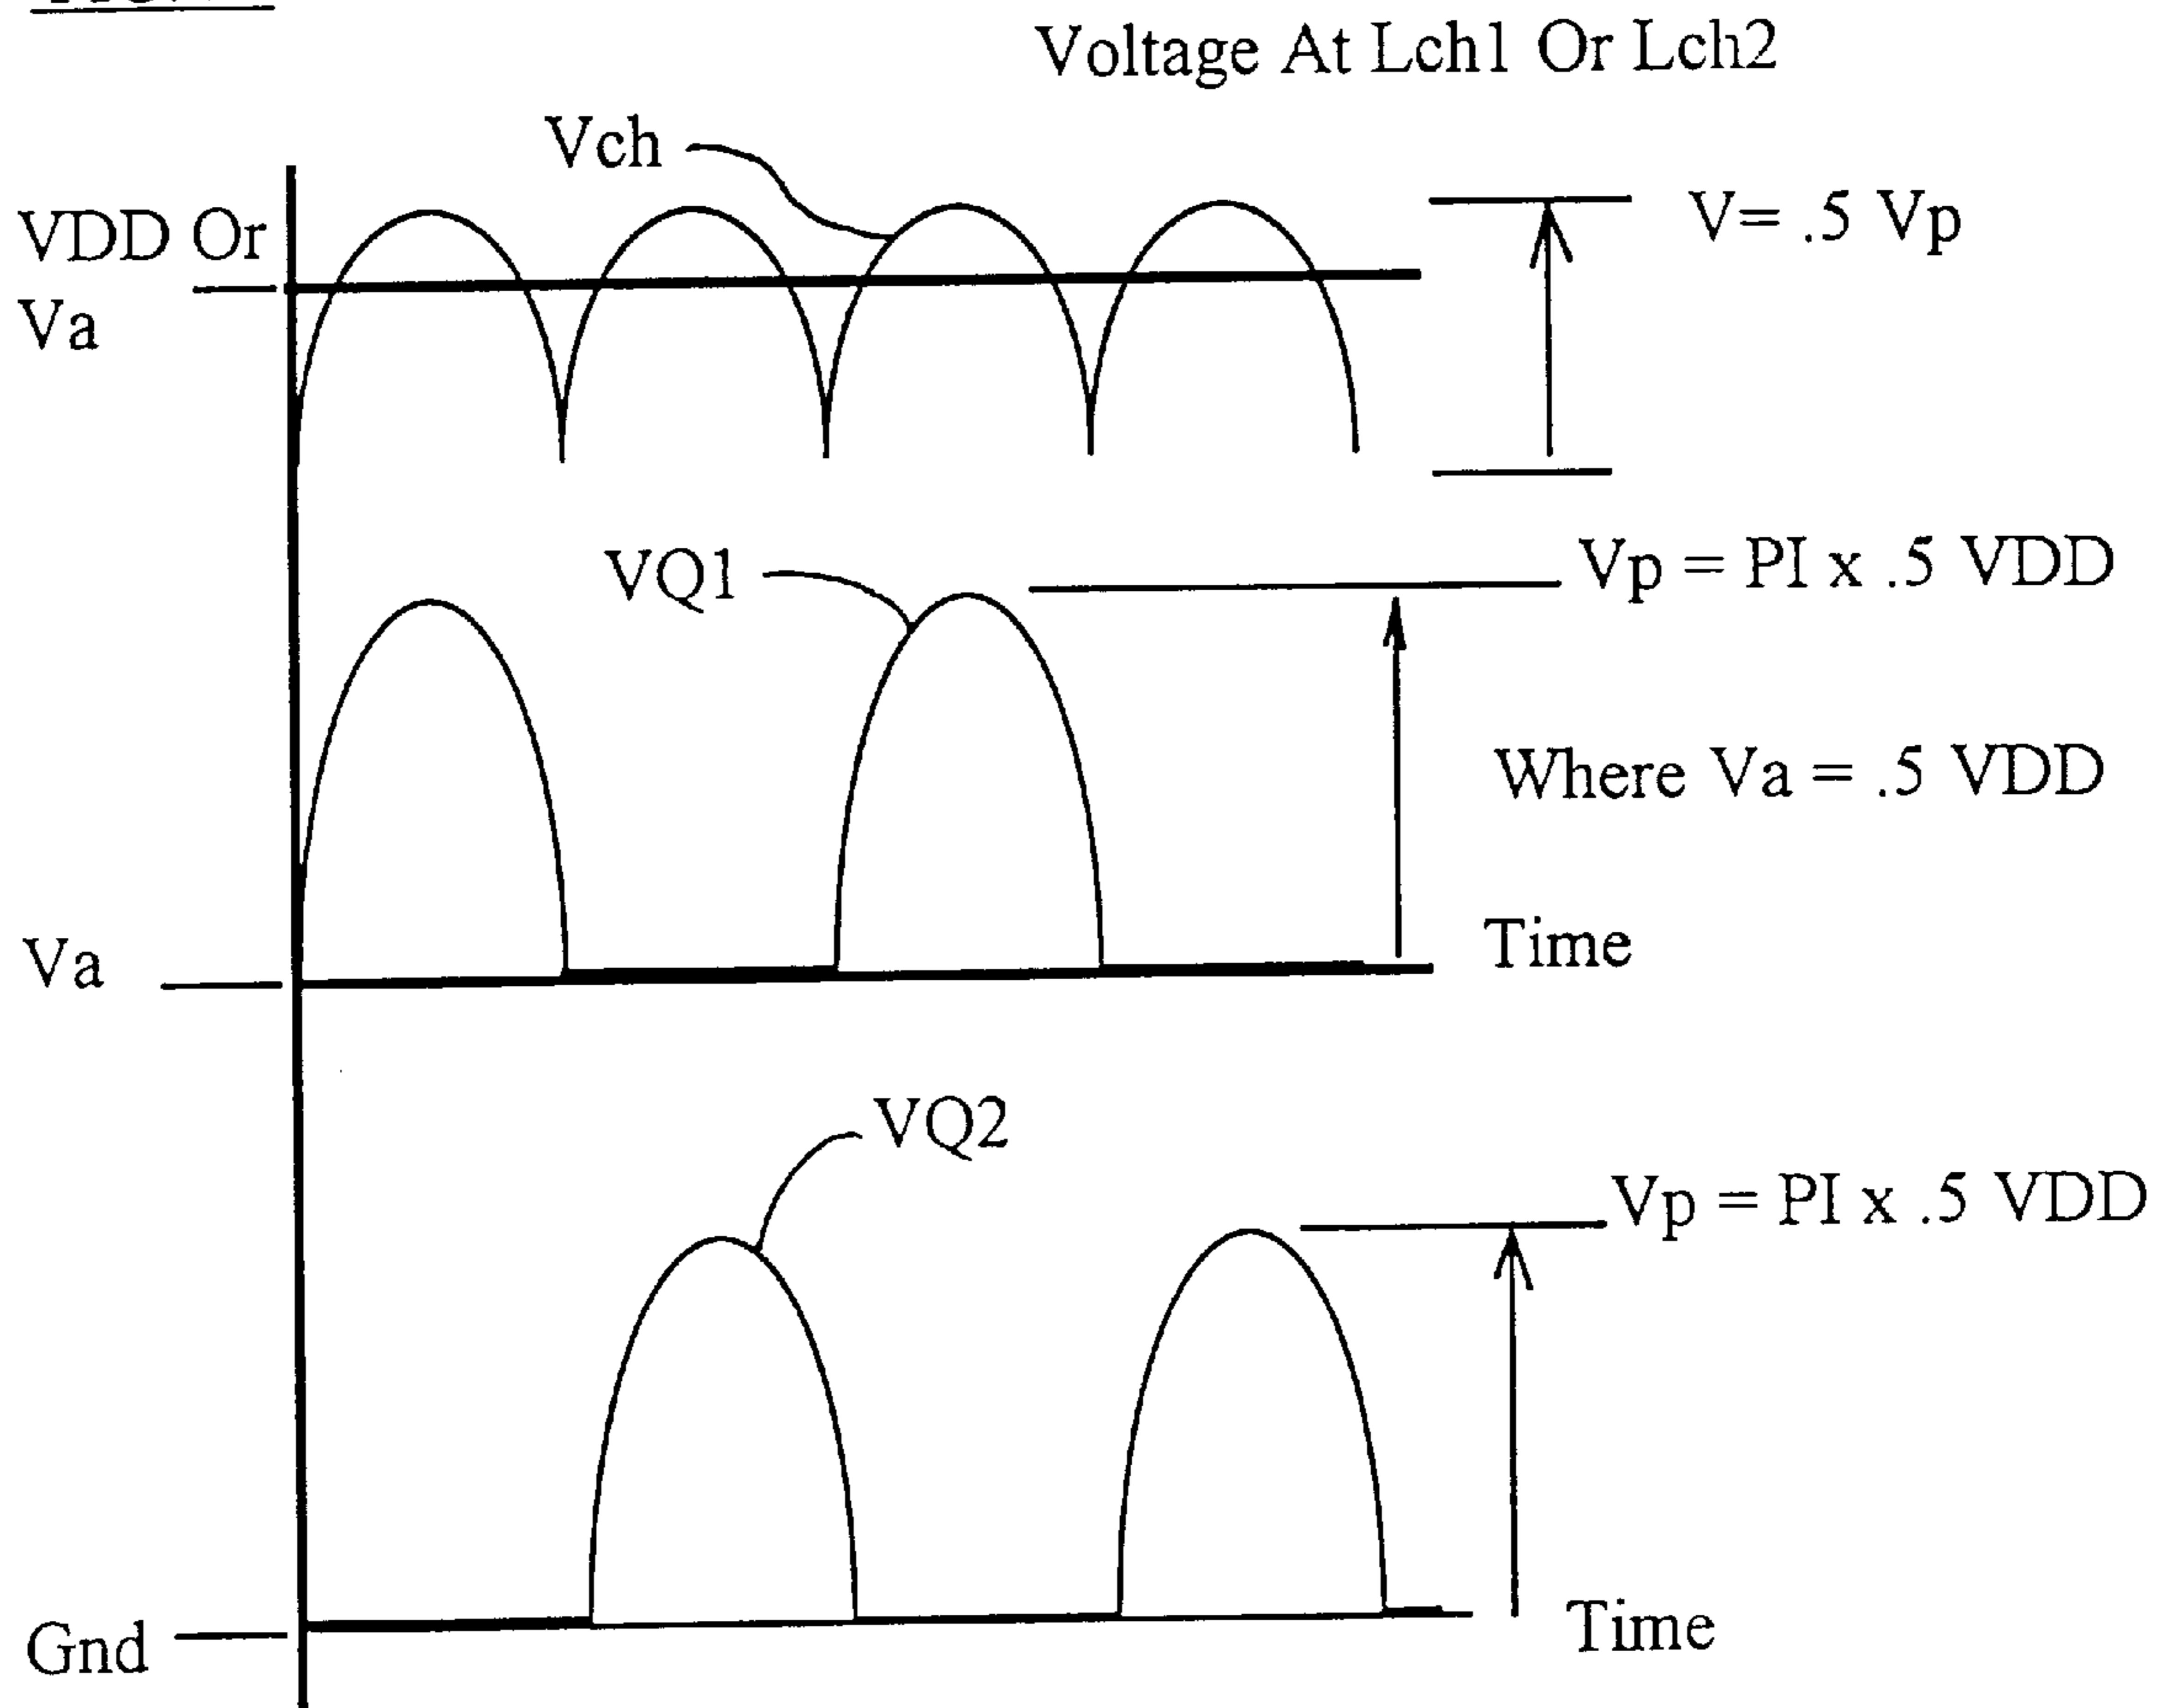 Voltage At Lch1 Or Lch2
Vch
VDD Or
Va
V= .5 Vp
VQ1
Vp = PI x .5 VDD
Where Va = .5 VDD
Va
Time
VQ2
Vp = PI x .5 VDD
Gnd
Time